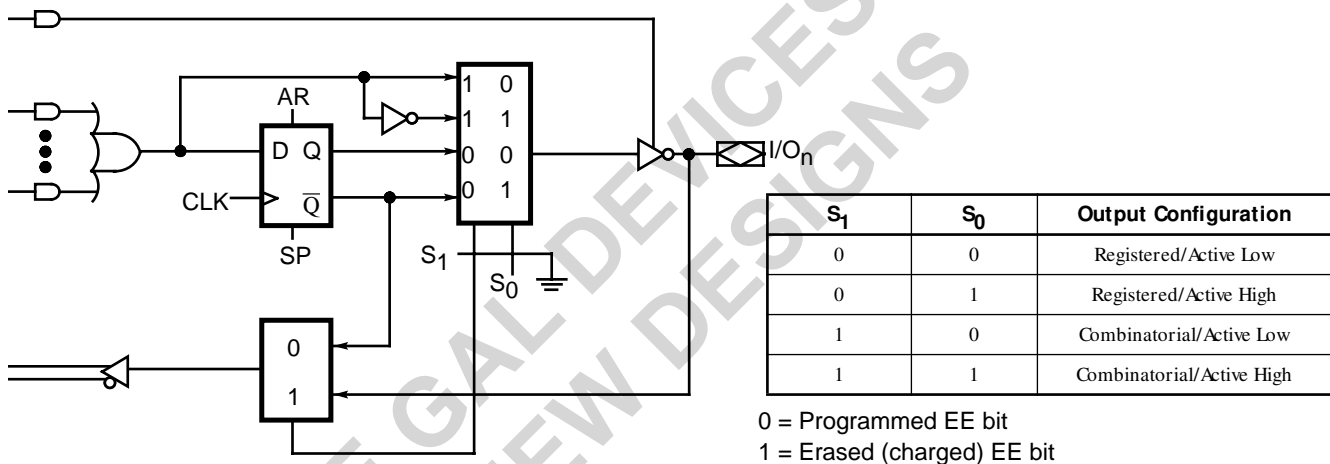 AR
D Q
CLK
Q
SP
1 0
1 1
0 0
0 1
S1
S0
I/On
0
1
S1 S0 Output Configuration
0 0 Registered/Active Low
0 1 Registered/Active High
1 0 Combinatorial/Active Low
1 1 Combinatorial/Active High
0 = Programmed EE bit
1 = Erased (charged) EE bit
GAL DEVICES
EW DESIGNS